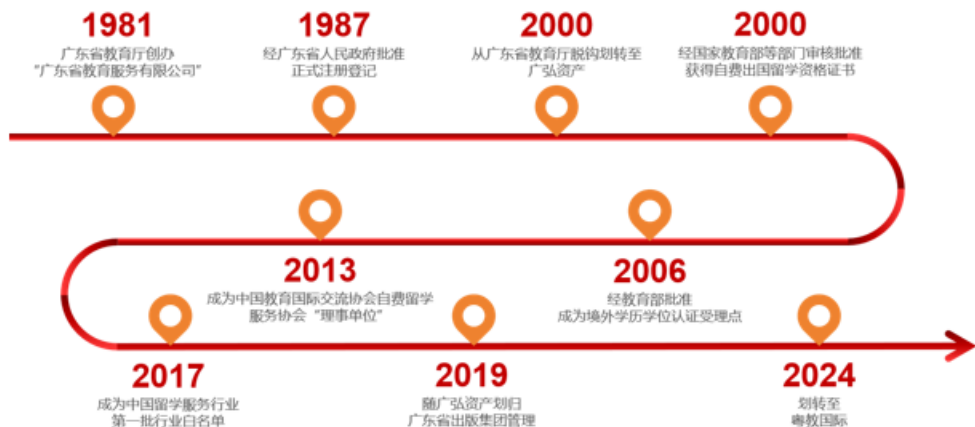 1981
广东省教育厅创办
“广东省教育服务有限公司”
1987
经广东省人民政府批准
正式注册登记
2000
从广东省教育厅脱钩划转至
广弘资产
2000
经国家教育部等部门审核批准
获得自费出国留学资格证书
2006
经教育部批准
成为境外学历学位认证受理点
2013
成为中国教育国际交流协会自费留学
服务协会“理事单位”
2017
成为中国留学服务行业
第一批行业白名单
2019
随广弘资产划归
广东省出版集团管理
2024
划转至
粤教国际